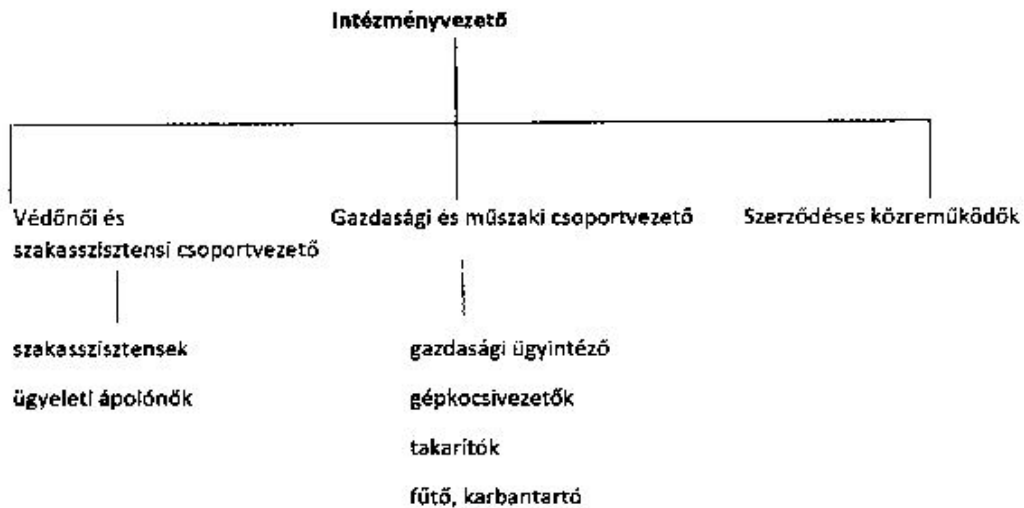 Intézményvezető
Védőnői és
szakasszisztensi csoportvezető
Gazdasági és műszaki csoportvezető
Szerződéses közreműködők
szakasszisztensek
ügyeleti ápolónők
gazdasági ügyintéző
gépkocsivezetők
takarítók
fűtő, karbantartó